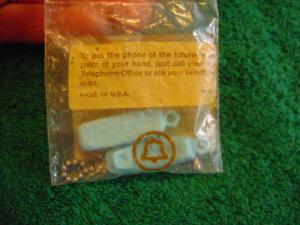 To put the phone of the future
palm of your hand, just call your
Telephone Office or ask your teleph
man.
MADE IN U.S.A.